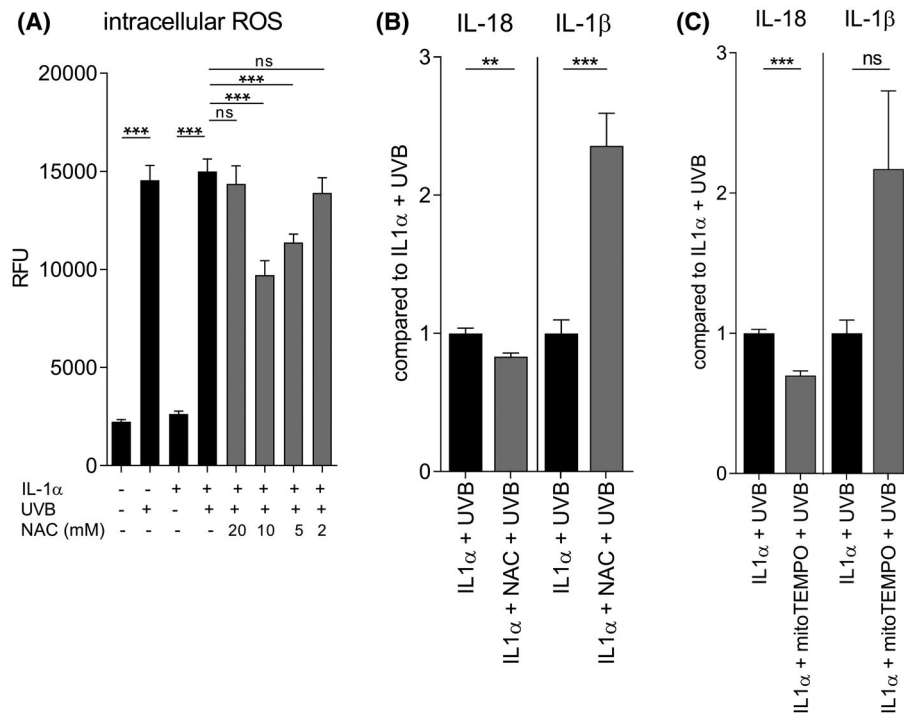 (A) intracellular ROS
RFU
20000
15000
10000
5000
0
***
***
ns
***
***
ns
IL-1α - - + + + + + +
UVB - + - + + + + +
NAC (mM) - - - - 20 10 5 2
(B) IL-18 IL-1β
** ***
compared to IL1α + UVB
3
2
1
0
IL1α + UVB
IL1α + NAC + UVB
IL1α + UVB
IL1α + NAC + UVB
(C) IL-18 IL-1β
*** ns
compared to IL1α + UVB
3
2
1
0
IL1α + UVB
IL1α + mitoTEMPO + UVB
IL1α + UVB
IL1α + mitoTEMPO + UVB